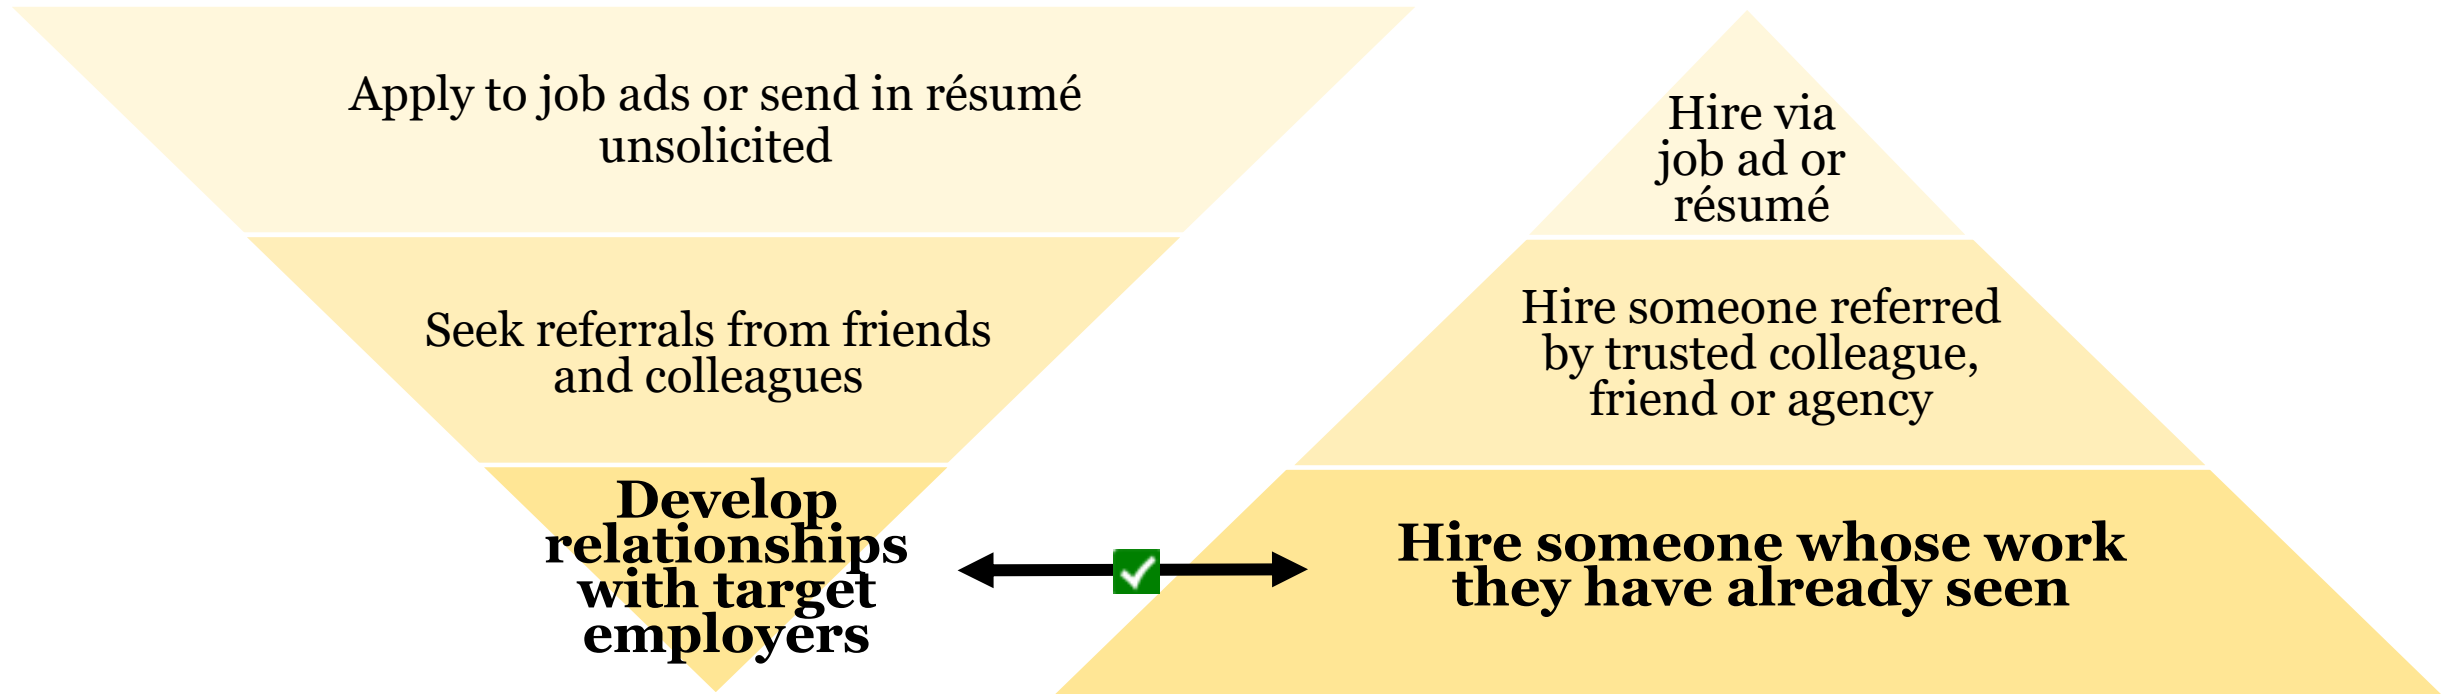 Apply to job ads or send in résumé
unsolicited
Seek referrals from friends
and colleagues
Develop
relationships
with target
employers
Hire via
job ad or
résumé
Hire someone referred
by trusted colleague,
friend or agency
Hire someone whose work
they have already seen